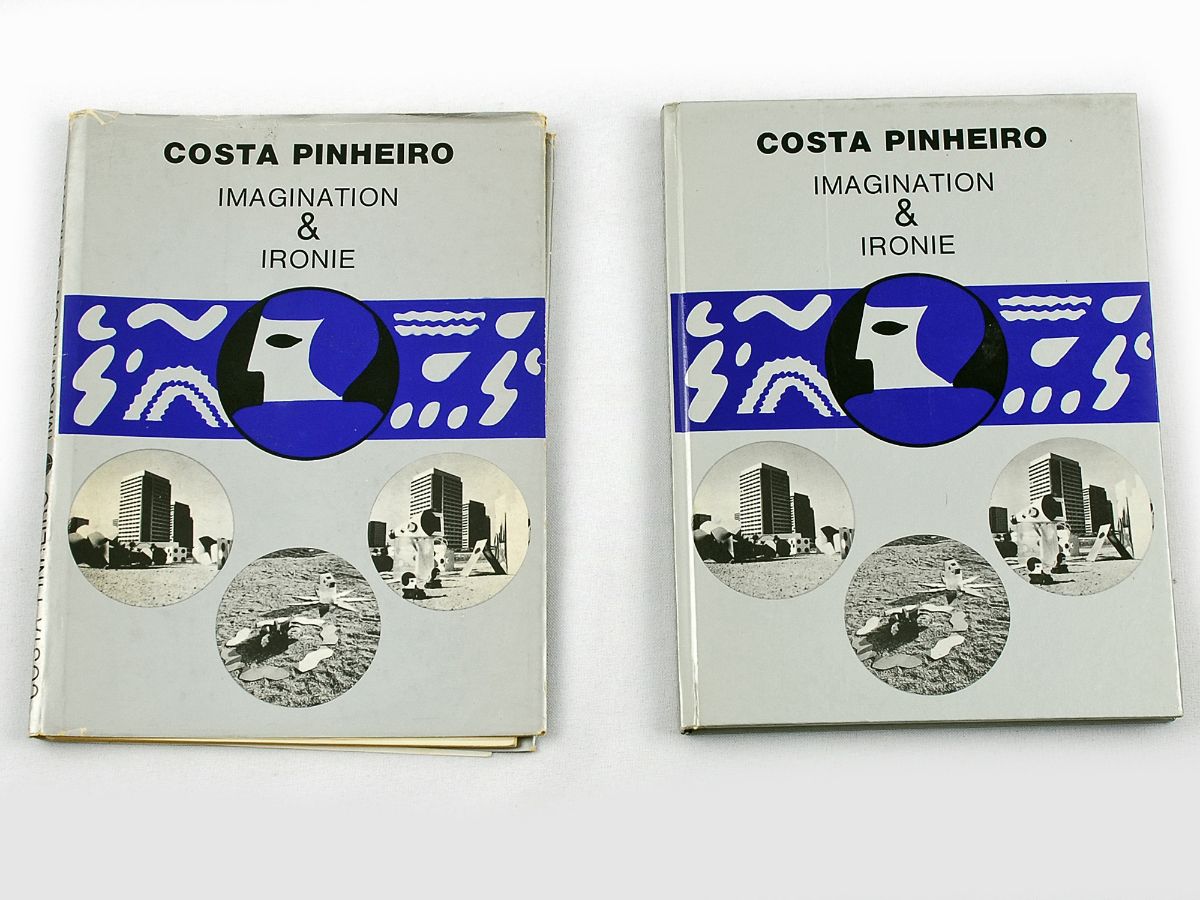 COSTA PINHEIRO
IMAGINATION
&
IRONIE
COSTA PINHEIRO
IMAGINATION
&
IRONIE